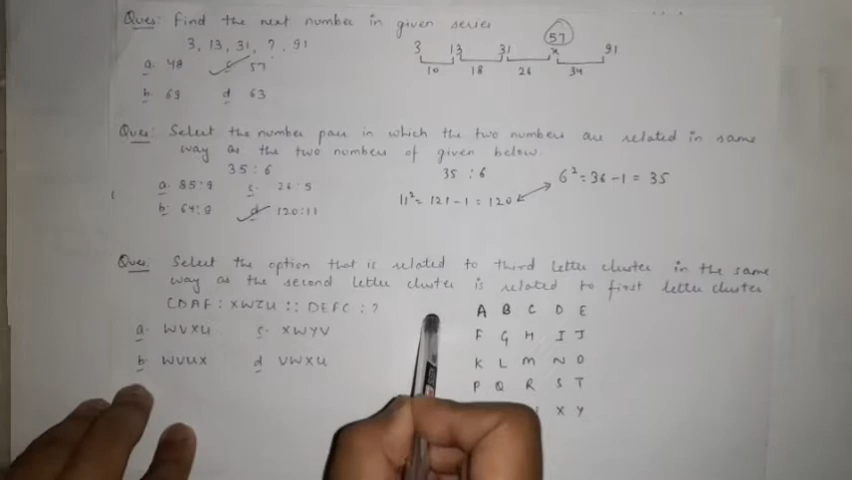 Ques: Find the next number in given series
3, 13, 31, ?, 91
a. 48 c. 57
b. 69 d 63
57
3 13 31 x 91
10 18 26 34
Ques: Select the number pair in which the two numbers are related in same
way as the two numbers of given below.
35 : 6
a. 85:9 c. 26:5
b. 64:8 d. 120:11
35 : 6
6² = 36 - 1 = 35
11² = 121 - 1 = 120
Ques: Select the option that is related to third letter cluster in the same
way as the second letter cluster is related to first letter cluster
CDAF : XWZU :: DEFC : ?
a. WVXU c. XWYV
b WVUX d VWXU
A B C D E
F G H I J
K L M N O
P Q R S T
X Y